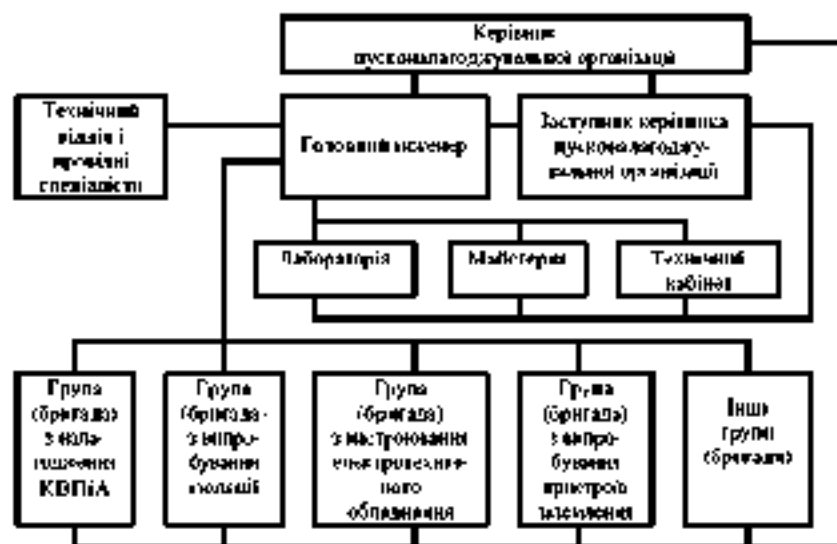 Керівник
пусконалагоджувальної організації
Технічний
відділ і
провідні
спеціалісти
Головний інженер
Заступник керівника
пусконалагоджу-
вальної організації
Лабораторія
Майстерня
Технічний
кабінет
Група
(бригада)
з нала-
годження
КВПіА
Група
(бригада-
з випро-
бування
ізоляції
Група
(бригада)
з настроювання
електротехніч-
ного
обладнання
Група
(бригада)
з випро-
бування
пристроїв
заземлення
Інші
групи
(бригади)